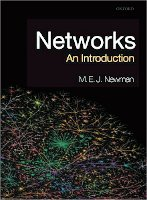 OXFORD
Networks
An Introduction
M. E. J. Newman